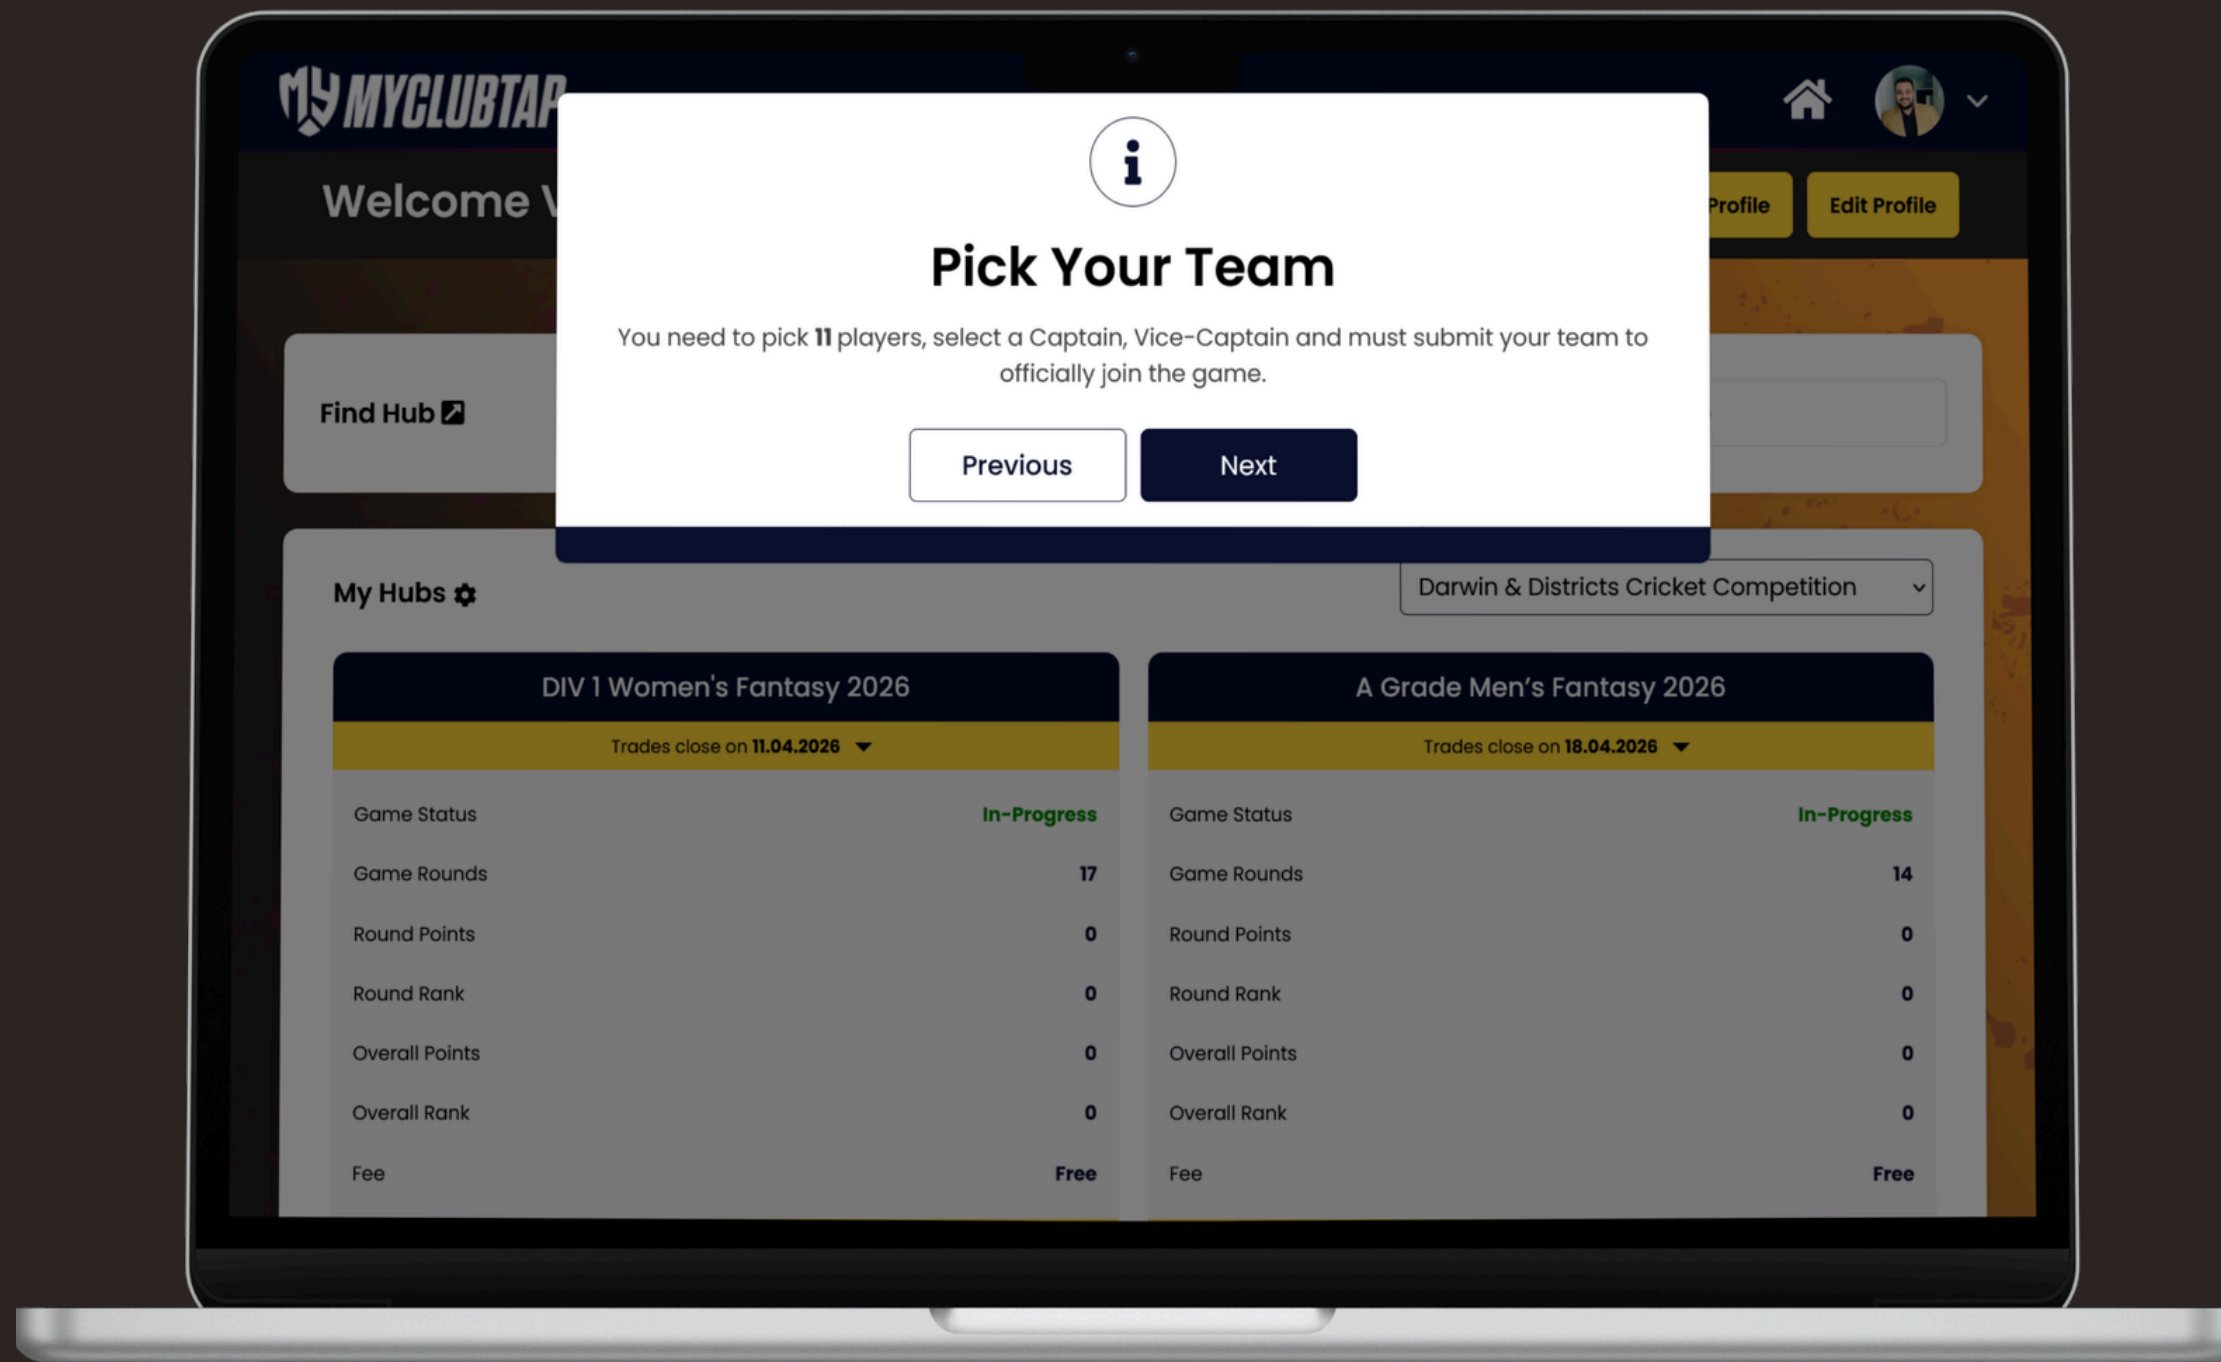 MYCLUBTAP
Welcome
Profile
Edit Profile
Pick Your Team
You need to pick 11 players, select a Captain, Vice-Captain and must submit your team to
officially join the game.
Previous
Next
Find Hub
My Hubs
Darwin & Districts Cricket Competition
DIV 1 Women's Fantasy 2026
Trades close on 11.04.2026
Game Status In-Progress
Game Rounds 17
Round Points 0
Round Rank 0
Overall Points 0
Overall Rank 0
Fee Free
A Grade Men’s Fantasy 2026
Trades close on 18.04.2026
Game Status In-Progress
Game Rounds 14
Round Points 0
Round Rank 0
Overall Points 0
Overall Rank 0
Fee Free